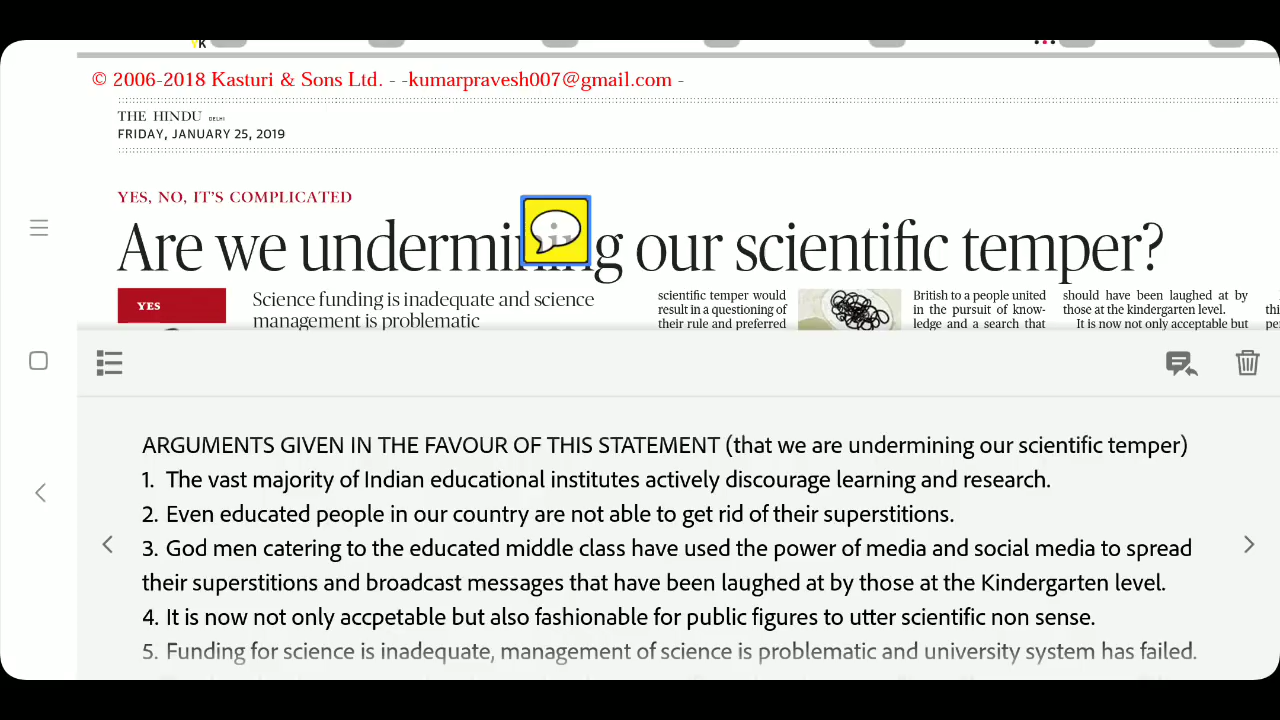 YK
© 2006-2018 Kasturi & Sons Ltd. - -kumarpravesh007@gmail.com -
THE HINDU DELHI
FRIDAY, JANUARY 25, 2019
YES, NO, IT'S COMPLICATED
Are we undermining our scientific temper?
YES
Science funding is inadequate and science
management is problematic
scientific temper would
result in a questioning of
their rule and preferred
British to a people united
in the pursuit of know-
ledge and a search that
should have been laughed at by
those at the kindergarten level.
It is now not only acceptable but
ARGUMENTS GIVEN IN THE FAVOUR OF THIS STATEMENT (that we are undermining our scientific temper)
1. The vast majority of Indian educational institutes actively discourage learning and research.
2. Even educated people in our country are not able to get rid of their superstitions.
3. God men catering to the educated middle class have used the power of media and social media to spread
their superstitions and broadcast messages that have been laughed at by those at the Kindergarten level.
4. It is now not only accpetable but also fashionable for public figures to utter scientific non sense.
5. Funding for science is inadequate, management of science is problematic and university system has failed.